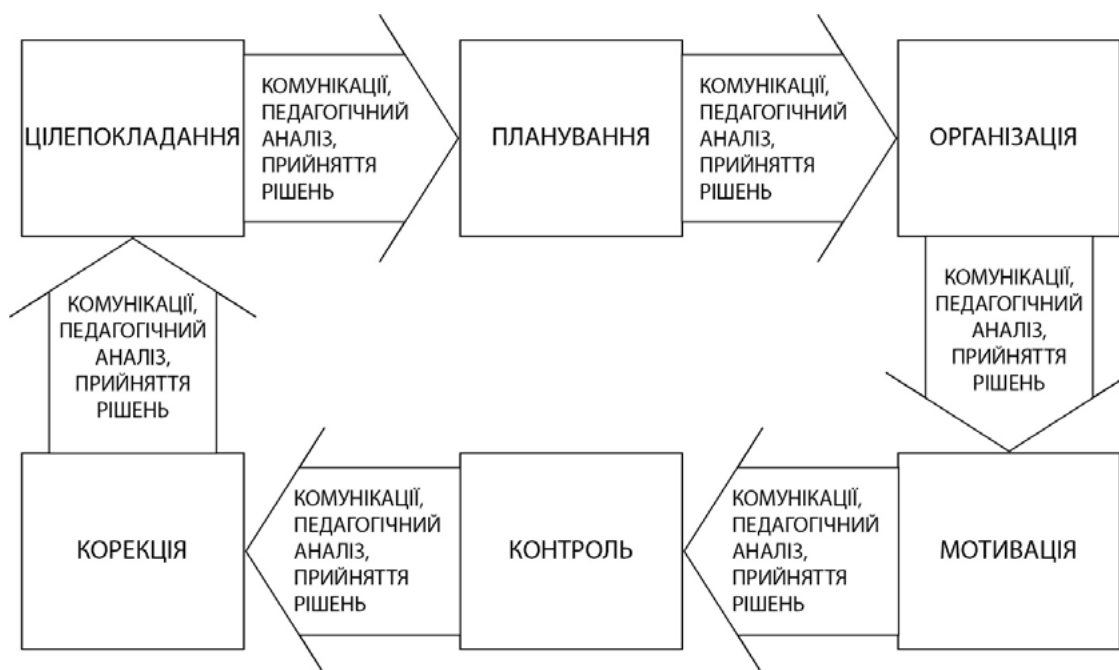 ЦІЛЕПОКЛАДАННЯ
КОМУНІКАЦІЇ,
ПЕДАГОГІЧНИЙ
АНАЛІЗ,
ПРИЙНЯТТЯ
РІШЕНЬ
ПЛАНУВАННЯ
КОМУНІКАЦІЇ,
ПЕДАГОГІЧНИЙ
АНАЛІЗ,
ПРИЙНЯТТЯ
РІШЕНЬ
ОРГАНІЗАЦІЯ
КОМУНІКАЦІЇ,
ПЕДАГОГІЧНИЙ
АНАЛІЗ,
ПРИЙНЯТТЯ
РІШЕНЬ
МОТИВАЦІЯ
КОМУНІКАЦІЇ,
ПЕДАГОГІЧНИЙ
АНАЛІЗ,
ПРИЙНЯТТЯ
РІШЕНЬ
КОНТРОЛЬ
КОМУНІКАЦІЇ,
ПЕДАГОГІЧНИЙ
АНАЛІЗ,
ПРИЙНЯТТЯ
РІШЕНЬ
КОРЕКЦІЯ
КОМУНІКАЦІЇ,
ПЕДАГОГІЧНИЙ
АНАЛІЗ,
ПРИЙНЯТТЯ
РІШЕНЬ